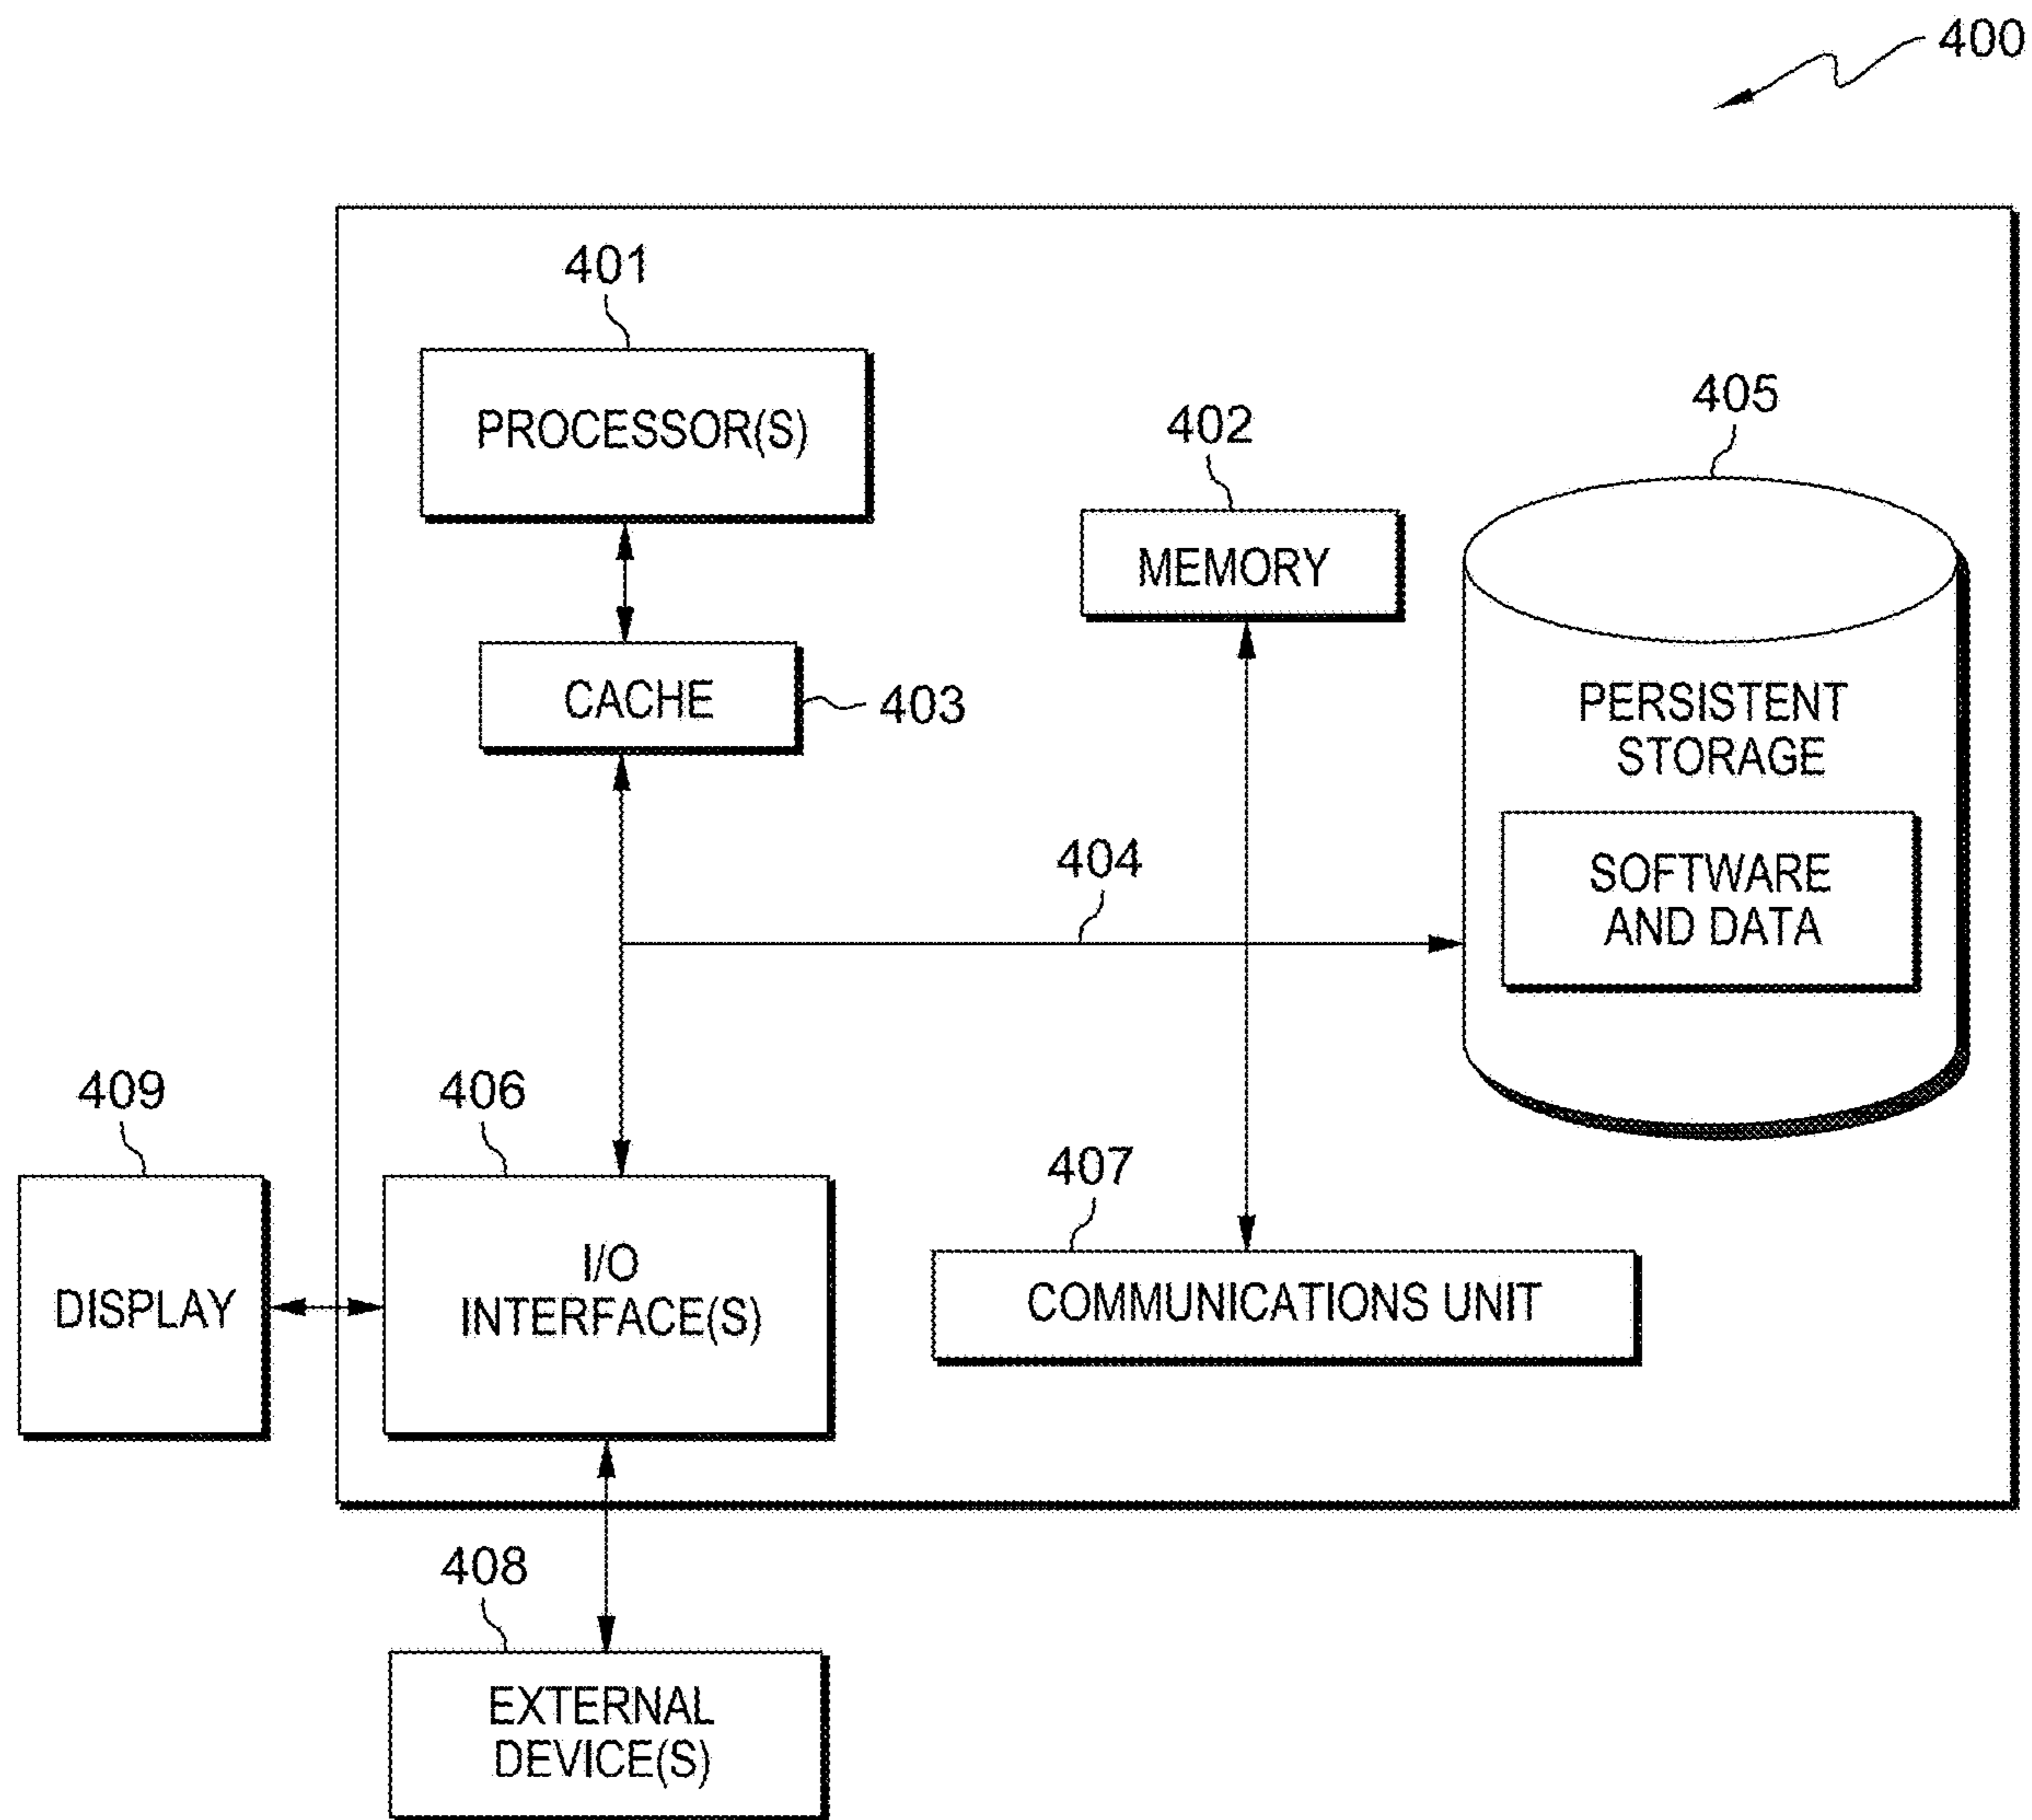 400
401
PROCESSOR(S)
402
MEMORY
405
CACHE
403
PERSISTENT
STORAGE
404
SOFTWARE
AND DATA
409
DISPLAY
406
I/O
INTERFACE(S)
407
COMMUNICATIONS UNIT
408
EXTERNAL
DEVICE(S)